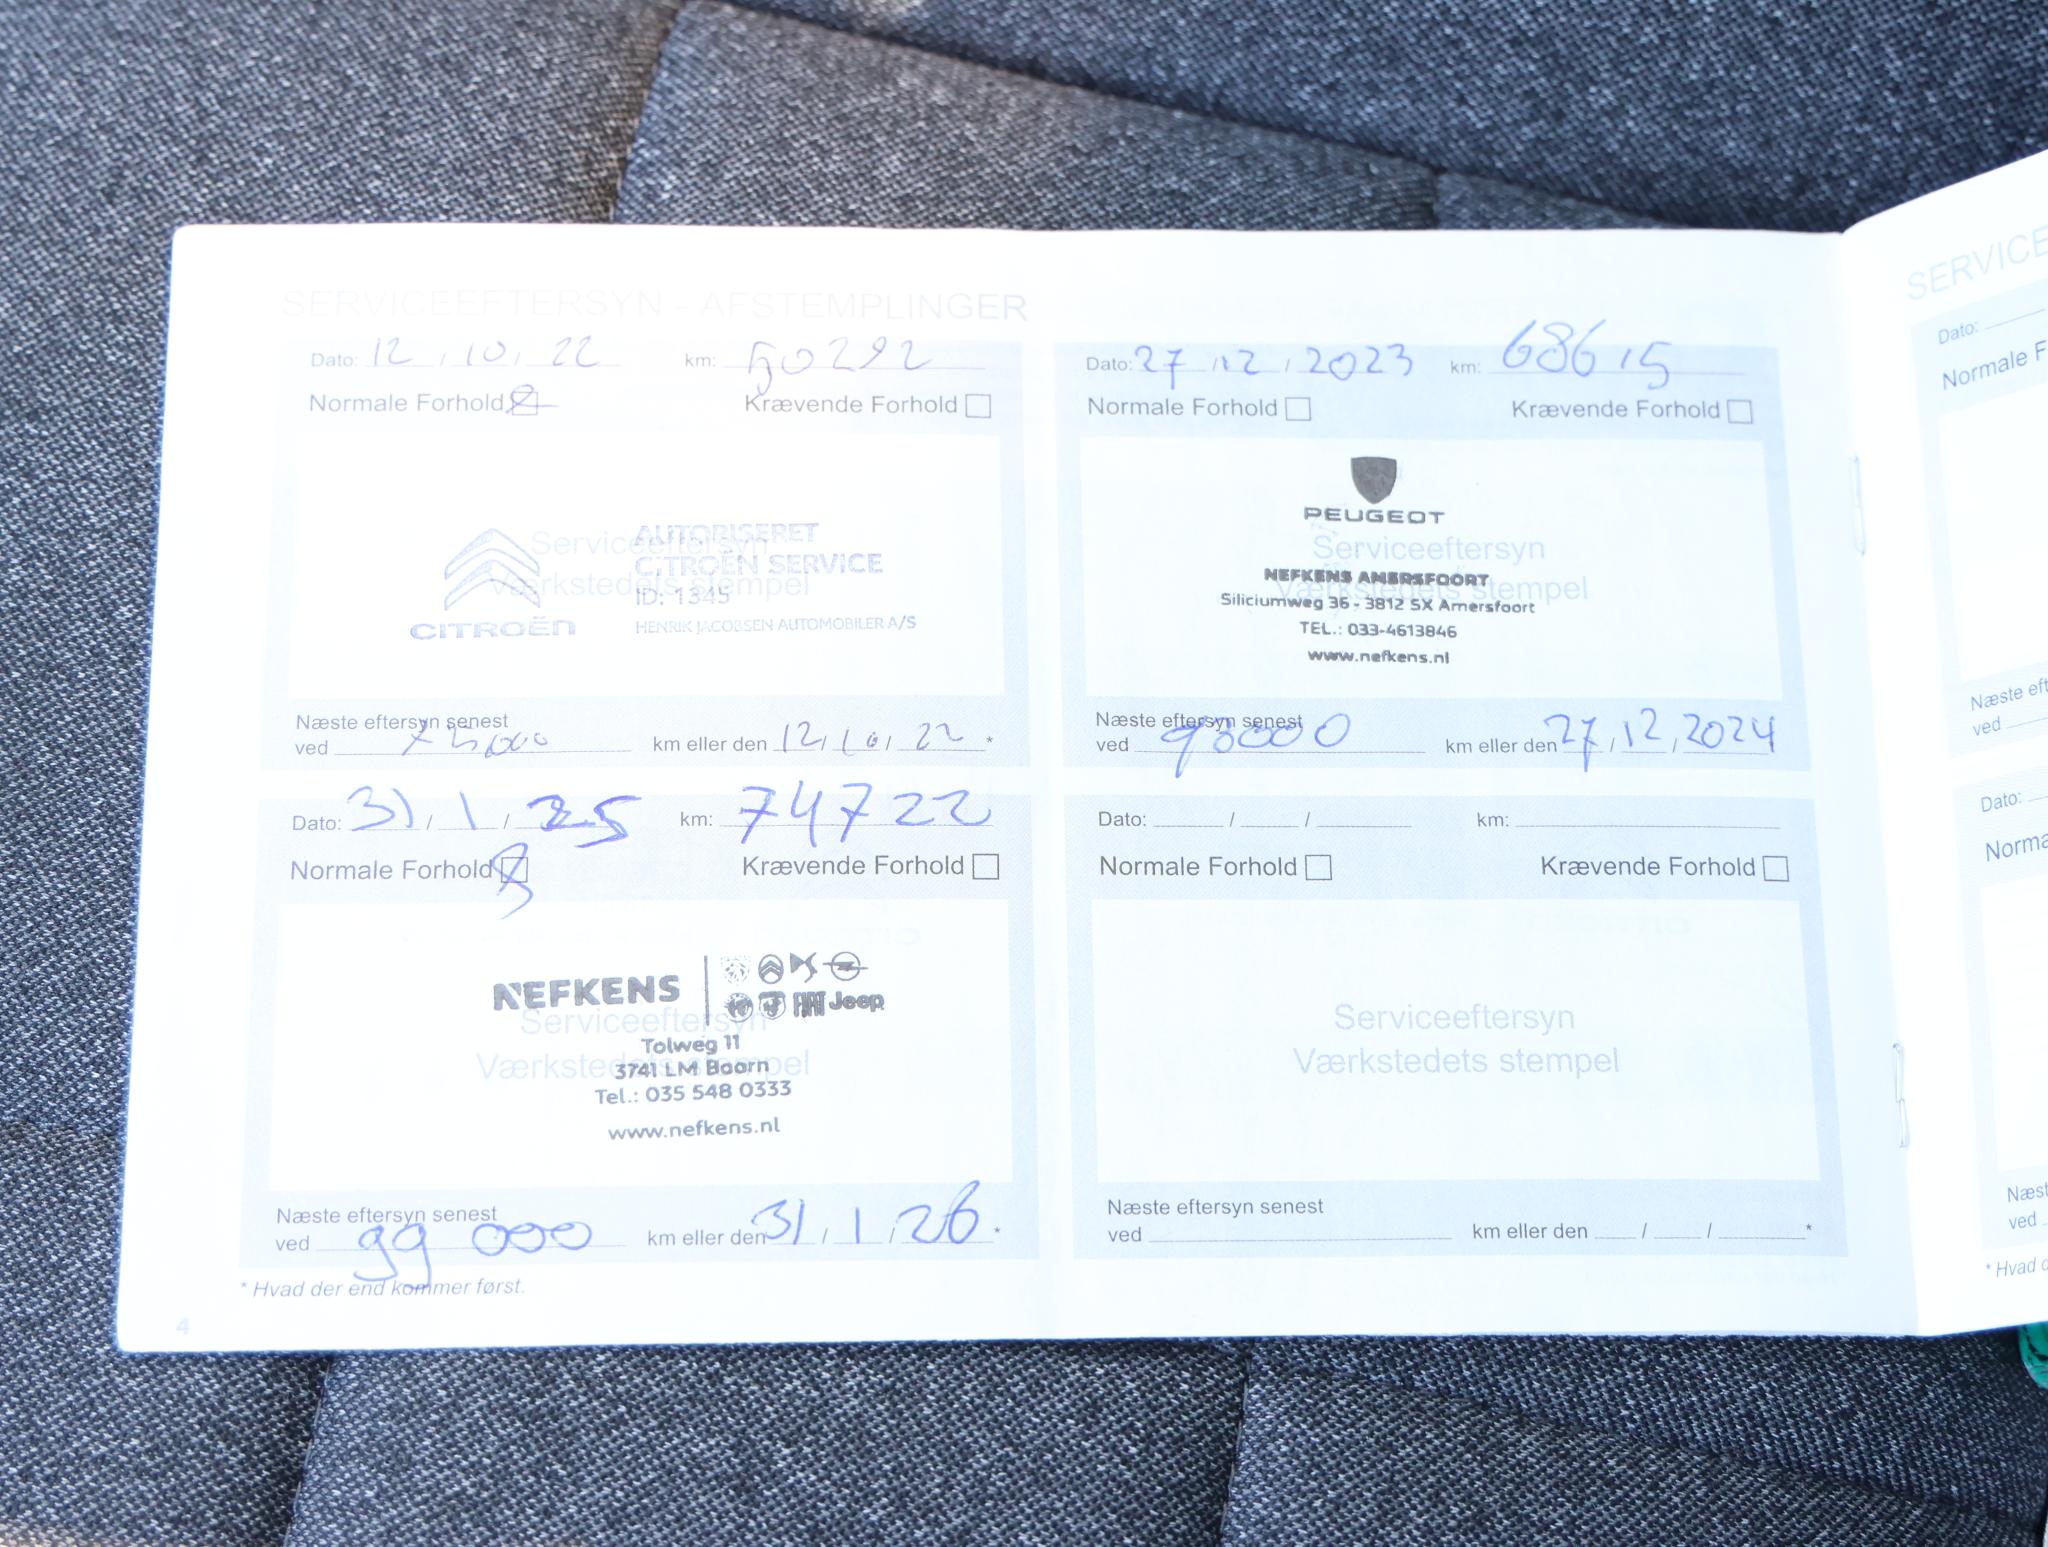 SERVICEEFTERSYN - AFSTEMPLINGER
Dato: 12 / 10 / 22 km: 50292
Normale Forhold Krævende Forhold
Serviceeftersyn
Værkstedets stempel
CITROËN
AUTORISERET
CITROËN SERVICE
ID: 1345
HENRIK JACOBSEN AUTOMOBILER A/S
Næste eftersyn senest
ved 75,000 km eller den 12 / 10 / 22 *
Dato: 27 / 12 / 2023 km: 68615
Normale Forhold Krævende Forhold
PEUGEOT
Serviceeftersyn
Værkstedets stempel
NEFKENS AMERSFOORT
Siliciumweg 36 - 3812 SX Amersfoort
TEL.: 033-4613846
www.nefkens.nl
Næste eftersyn senest
ved 93000 km eller den 27 / 12 / 2024
Dato: 31 / 1 / 25 km: 74722
Normale Forhold Krævende Forhold
NEFKENS
FIAT Jeep
Serviceeftersyn
Værkstedets stempel
Tolweg 11
3741 LM Baarn
Tel.: 035 548 0333
www.nefkens.nl
Næste eftersyn senest
ved 99 000 km eller den 31 / 1 / 26 *
Dato: / / km:
Normale Forhold Krævende Forhold
Serviceeftersyn
Værkstedets stempel
Næste eftersyn senest
ved km eller den / / *
* Hvad der end kommer først.
4
SERVICE
Dato:
Normale F
Næste eft
ved
Dato:
Norma
Næst
ved
* Hvad d